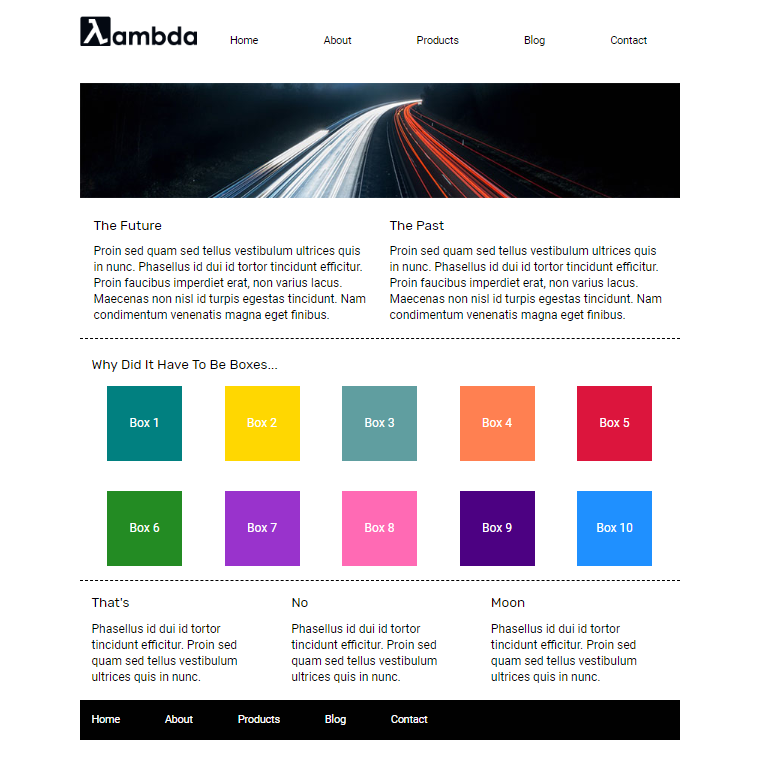 λambda
Home About Products Blog Contact
The Future
Proin sed quam sed tellus vestibulum ultrices quis
in nunc. Phasellus id dui id tortor tincidunt efficitur.
Proin faucibus imperdiet erat, non varius lacus.
Maecenas non nisl id turpis egestas tincidunt. Nam
condimentum venenatis magna eget finibus.
The Past
Proin sed quam sed tellus vestibulum ultrices quis
in nunc. Phasellus id dui id tortor tincidunt efficitur.
Proin faucibus imperdiet erat, non varius lacus.
Maecenas non nisl id turpis egestas tincidunt. Nam
condimentum venenatis magna eget finibus.
Why Did It Have To Be Boxes...
Box 1 Box 2 Box 3 Box 4 Box 5
Box 6 Box 7 Box 8 Box 9 Box 10
That's
Phasellus id dui id tortor
tincidunt efficitur. Proin sed
quam sed tellus vestibulum
ultrices quis in nunc.
No
Phasellus id dui id tortor
tincidunt efficitur. Proin sed
quam sed tellus vestibulum
ultrices quis in nunc.
Moon
Phasellus id dui id tortor
tincidunt efficitur. Proin sed
quam sed tellus vestibulum
ultrices quis in nunc.
Home About Products Blog Contact